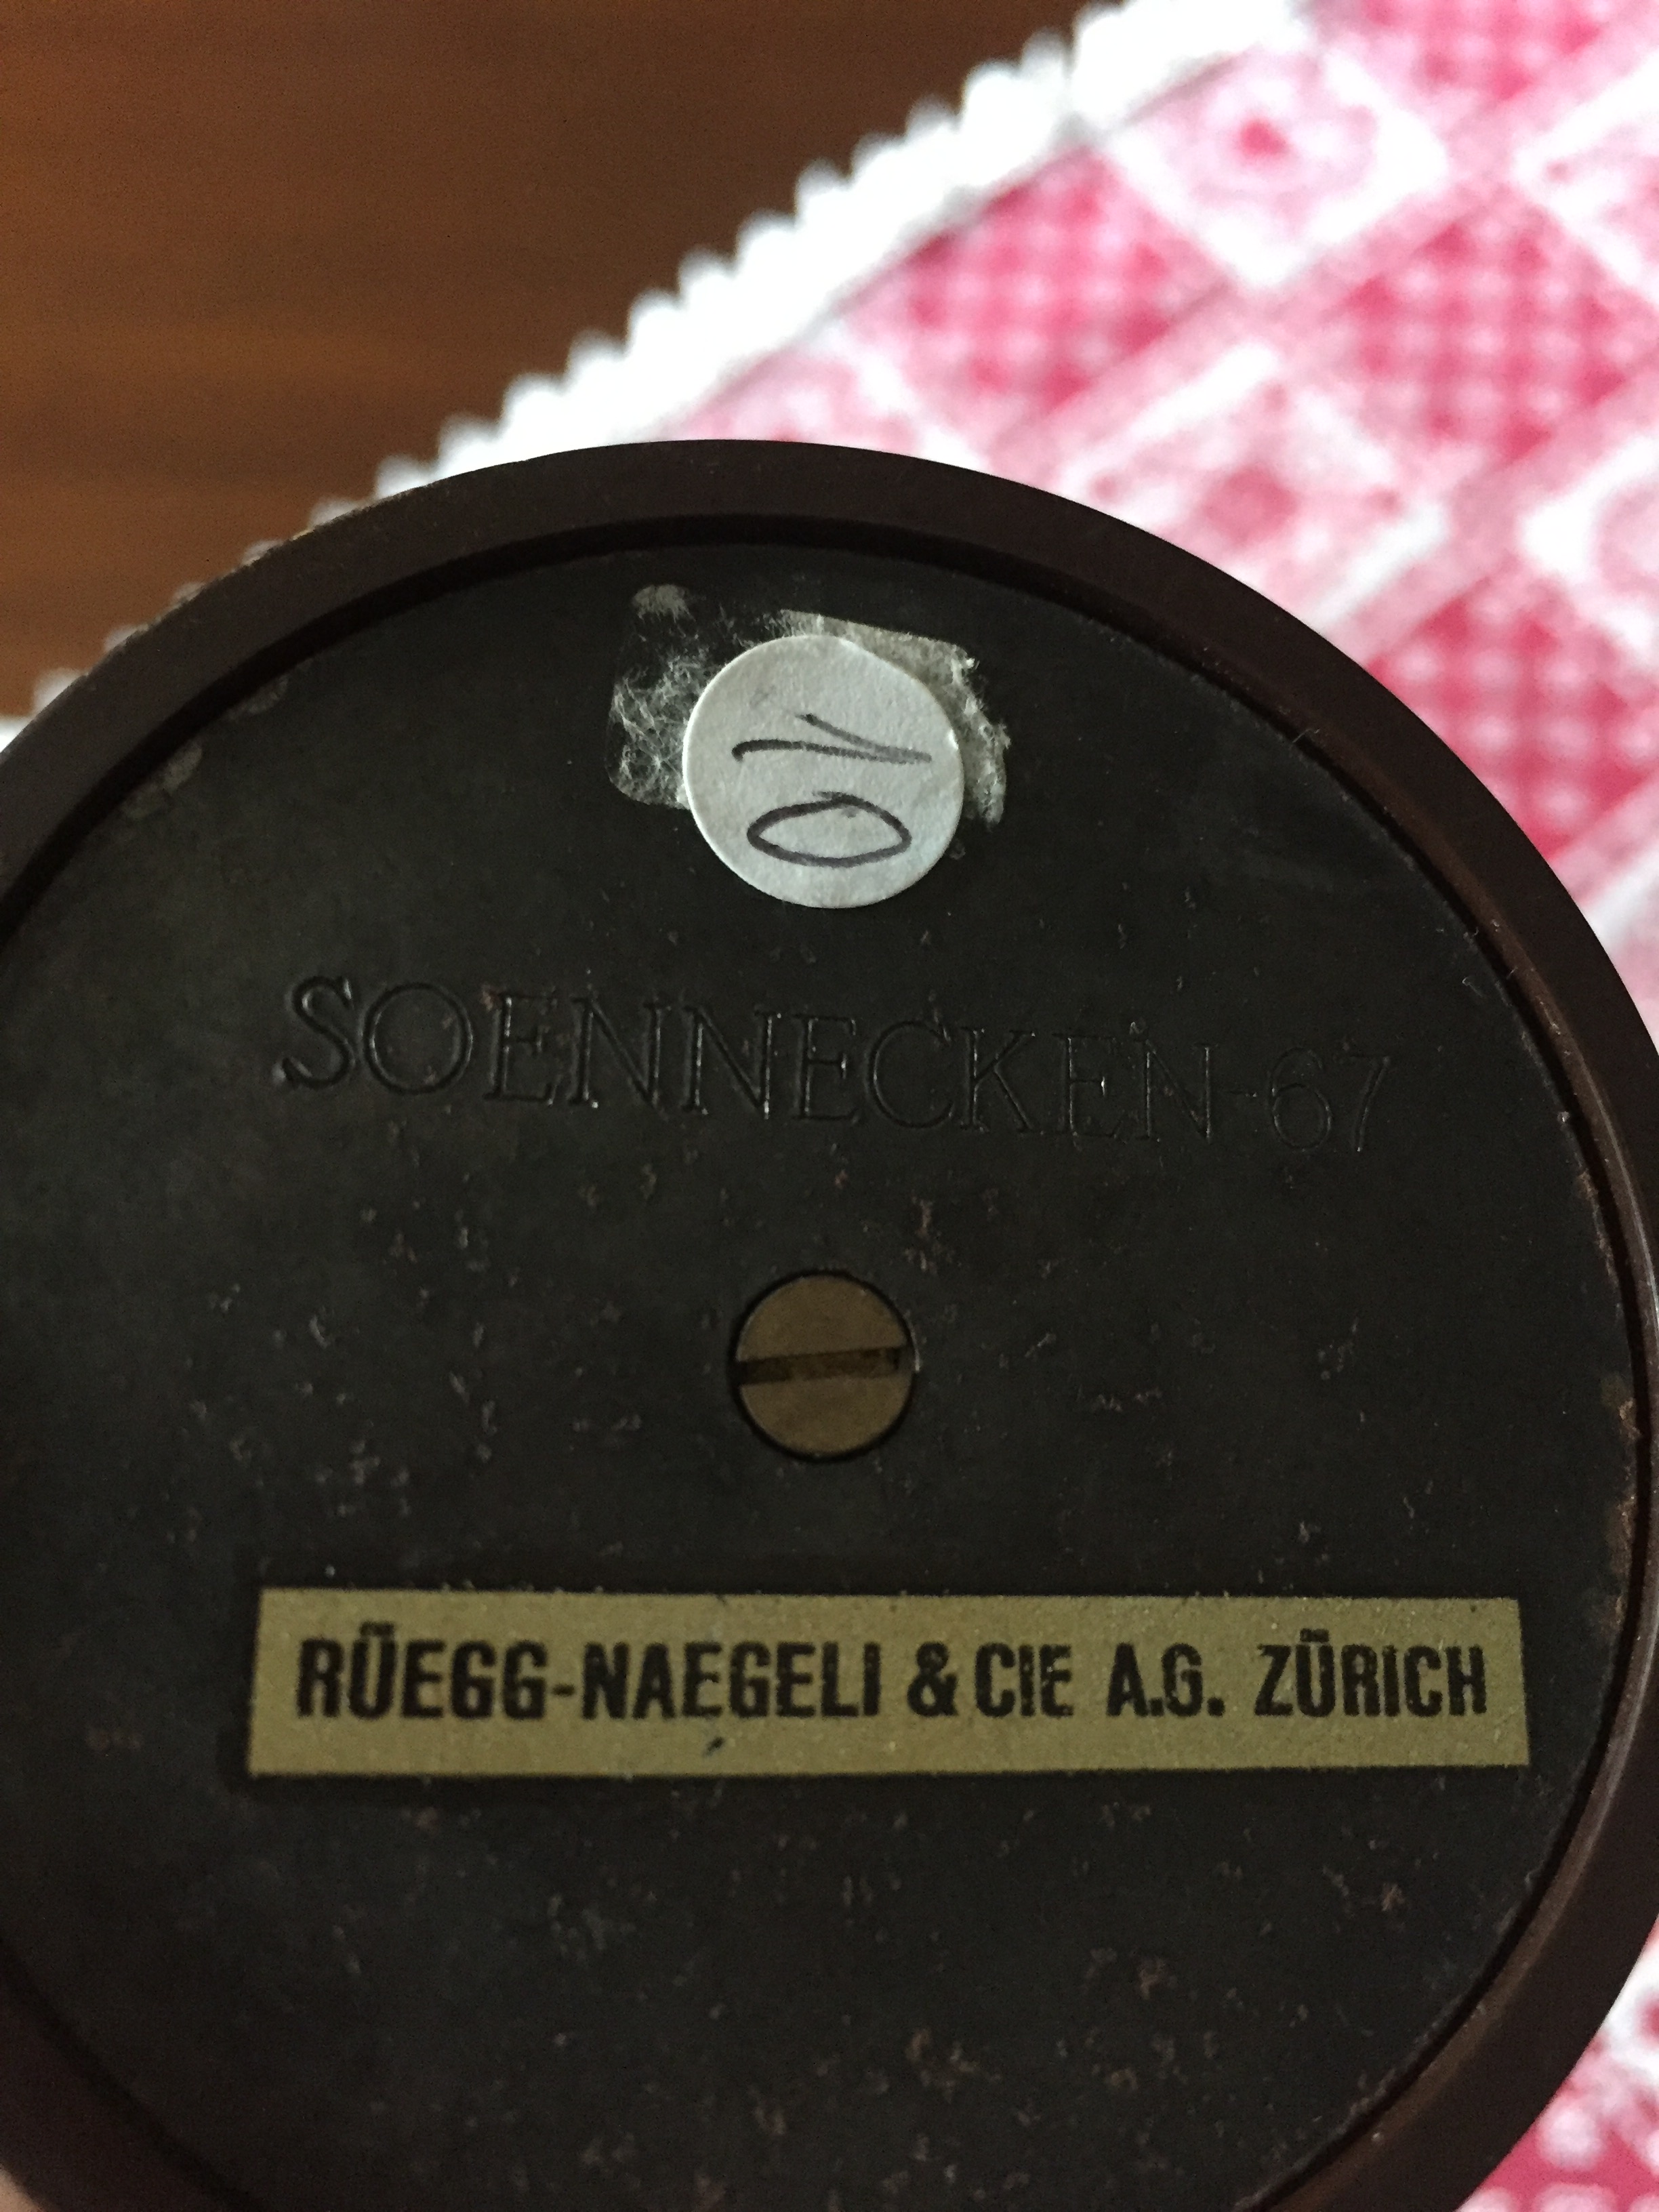 10
SOENNECKEN-67
RÜEGG-NAEGELI & CIE A.G. ZÜRICH